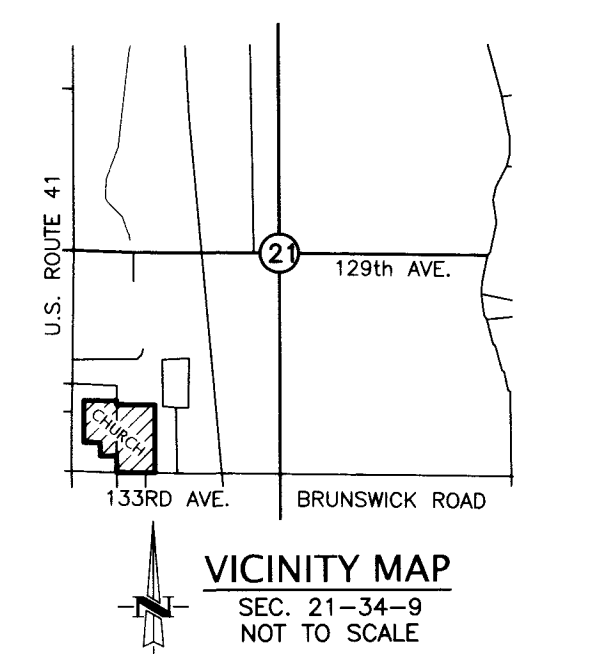 U.S. ROUTE 41
21
129th AVE.
CHURCH
133RD AVE.
BRUNSWICK ROAD
N
VICINITY MAP
SEC. 21-34-9
NOT TO SCALE